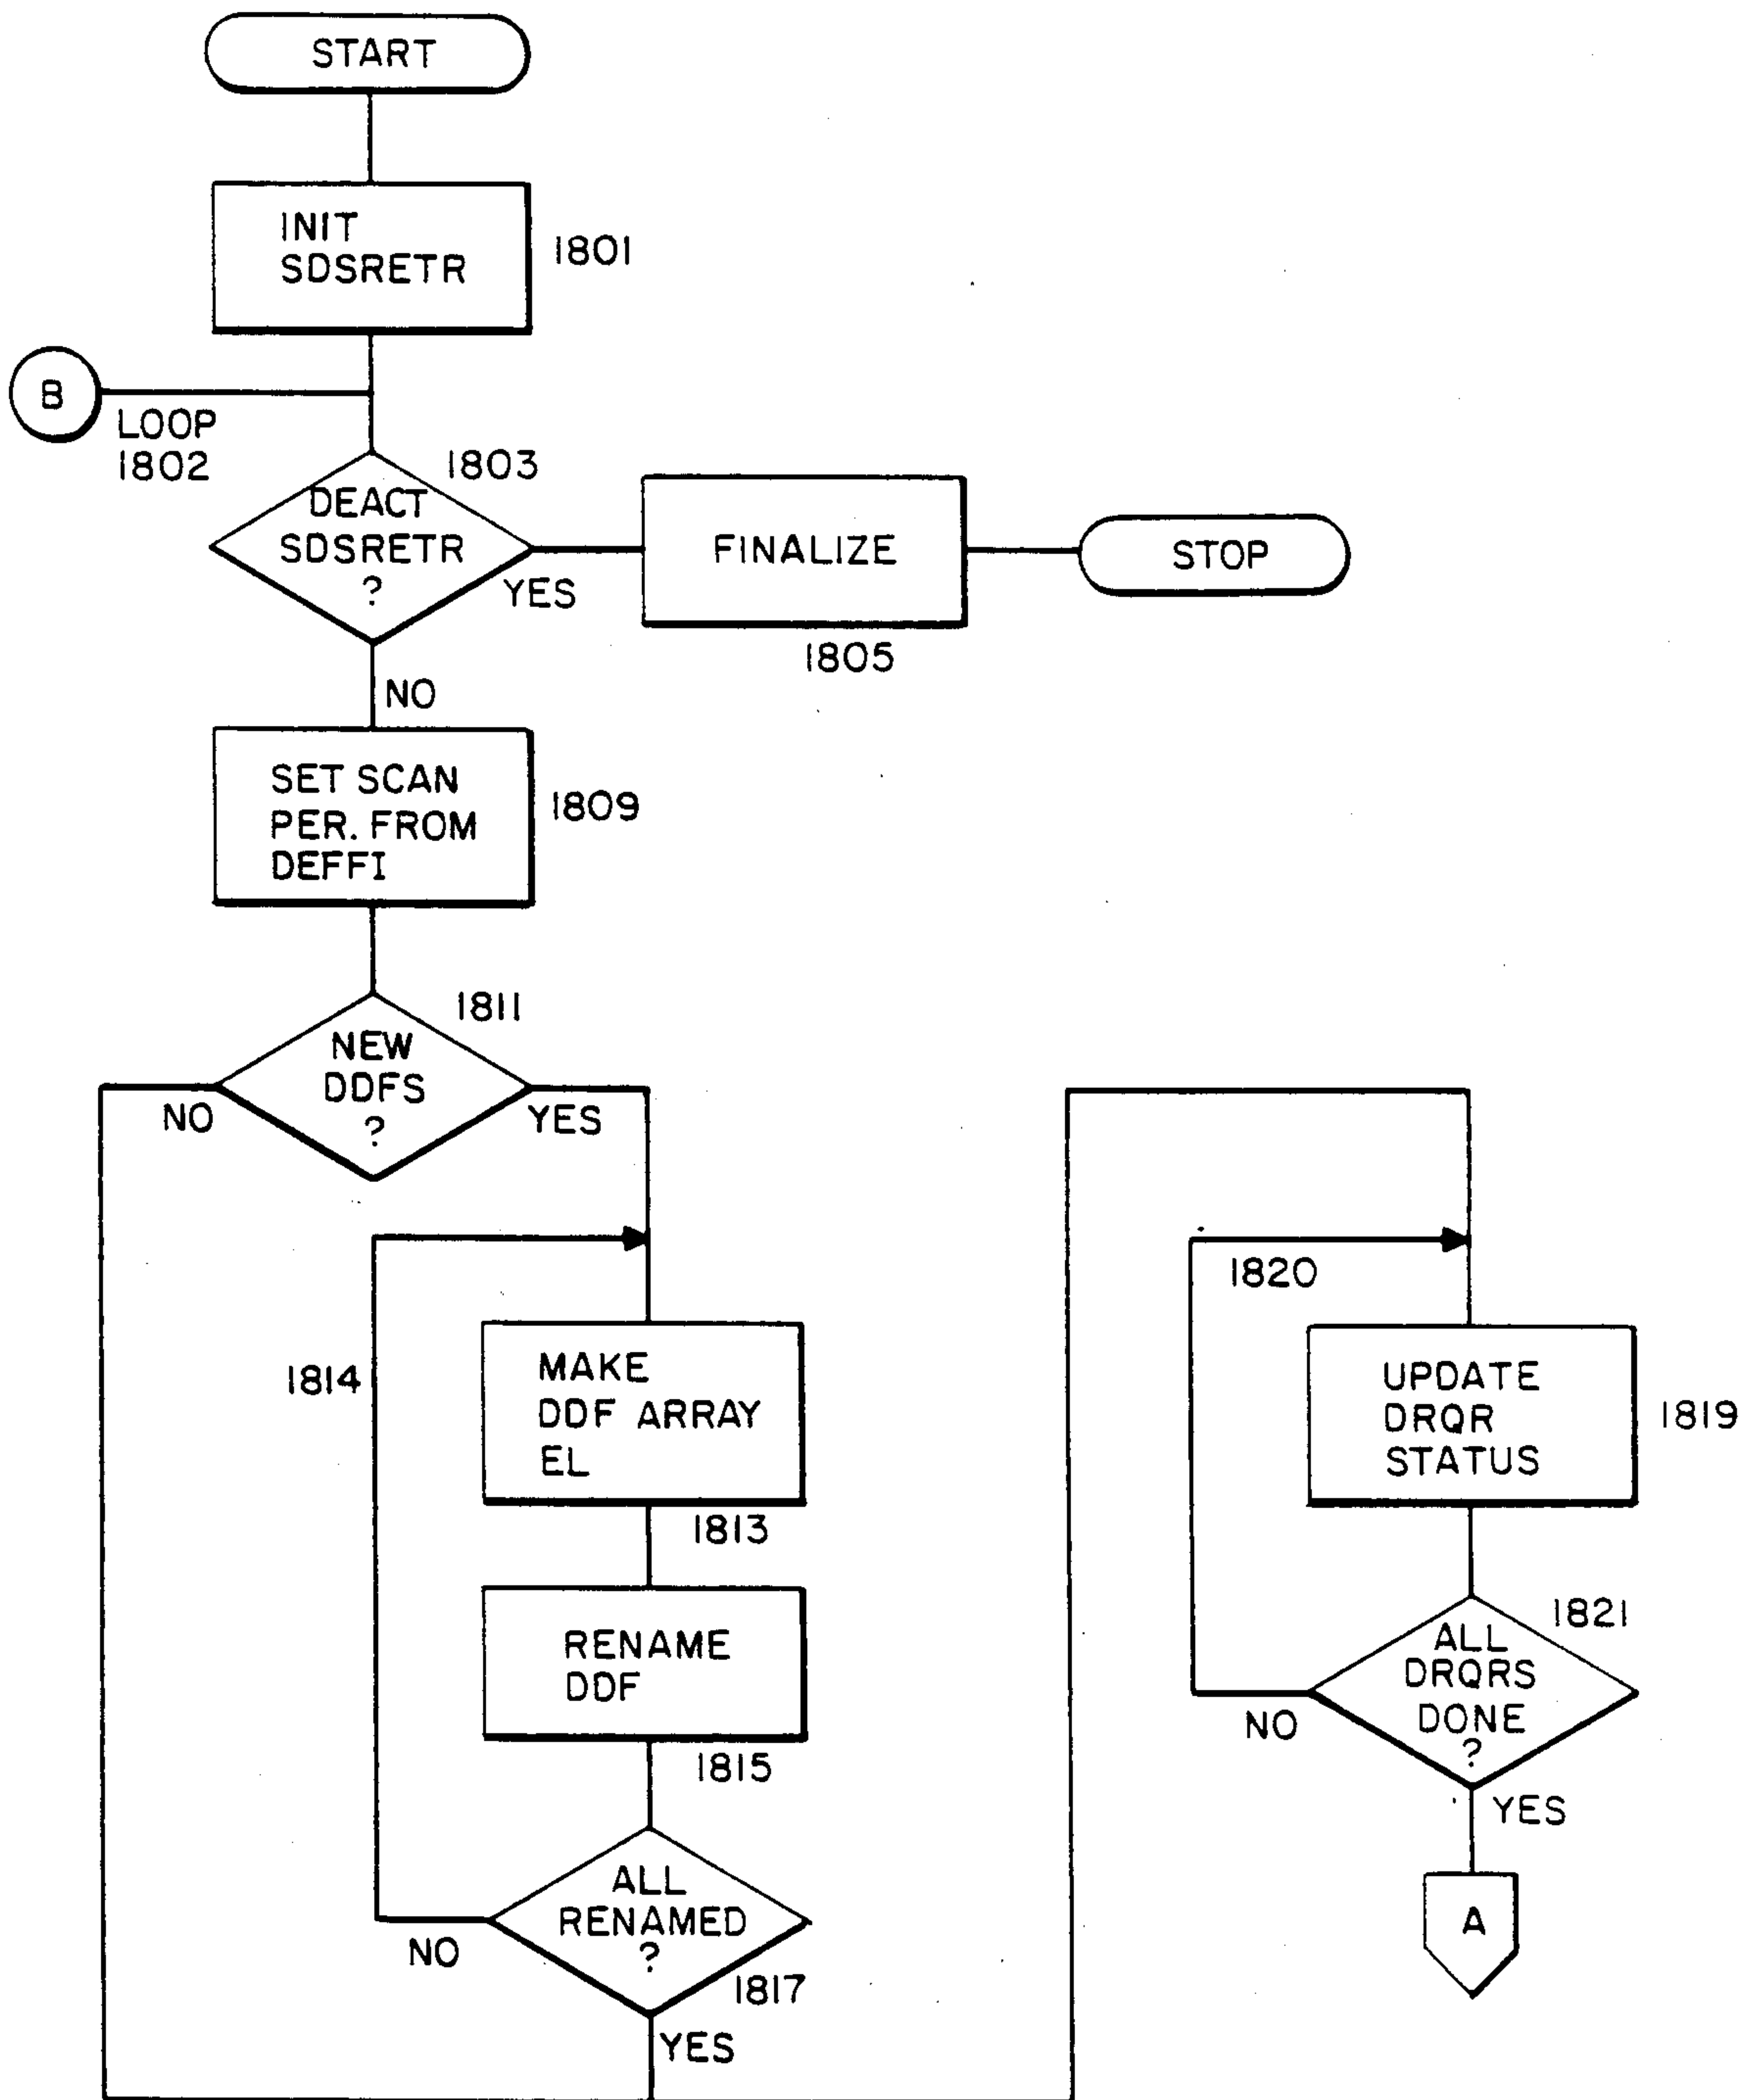 START
INIT
SDSRETR
1801
B
LOOP
1802
1803
DEACT
SDSRETR
?
YES
FINALIZE
1805
STOP
NO
SET SCAN
PER. FROM
DEFFI
1809
1811
NEW
DDFS
?
NO
YES
1814
MAKE
DDF ARRAY
EL
1813
RENAME
DDF
1815
ALL
RENAMED
?
NO
1817
YES
1820
UPDATE
DRQR
STATUS
1819
1821
ALL
DRQRS
DONE
?
NO
YES
A